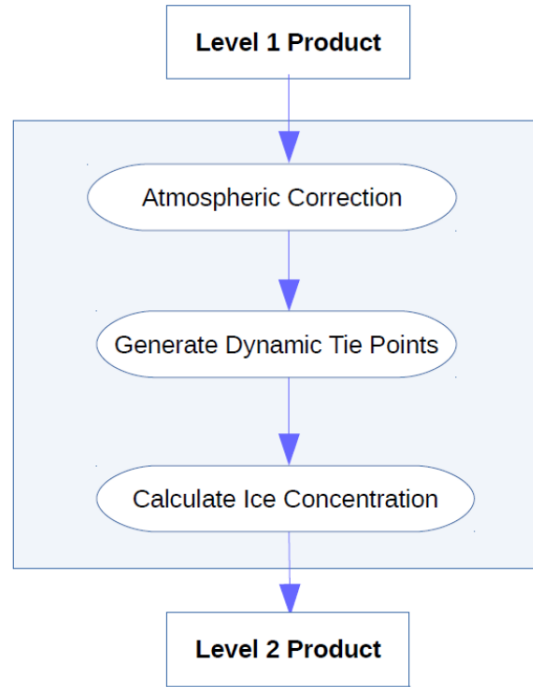 Level 1 Product
Atmospheric Correction
Generate Dynamic Tie Points
Calculate Ice Concentration
Level 2 Product